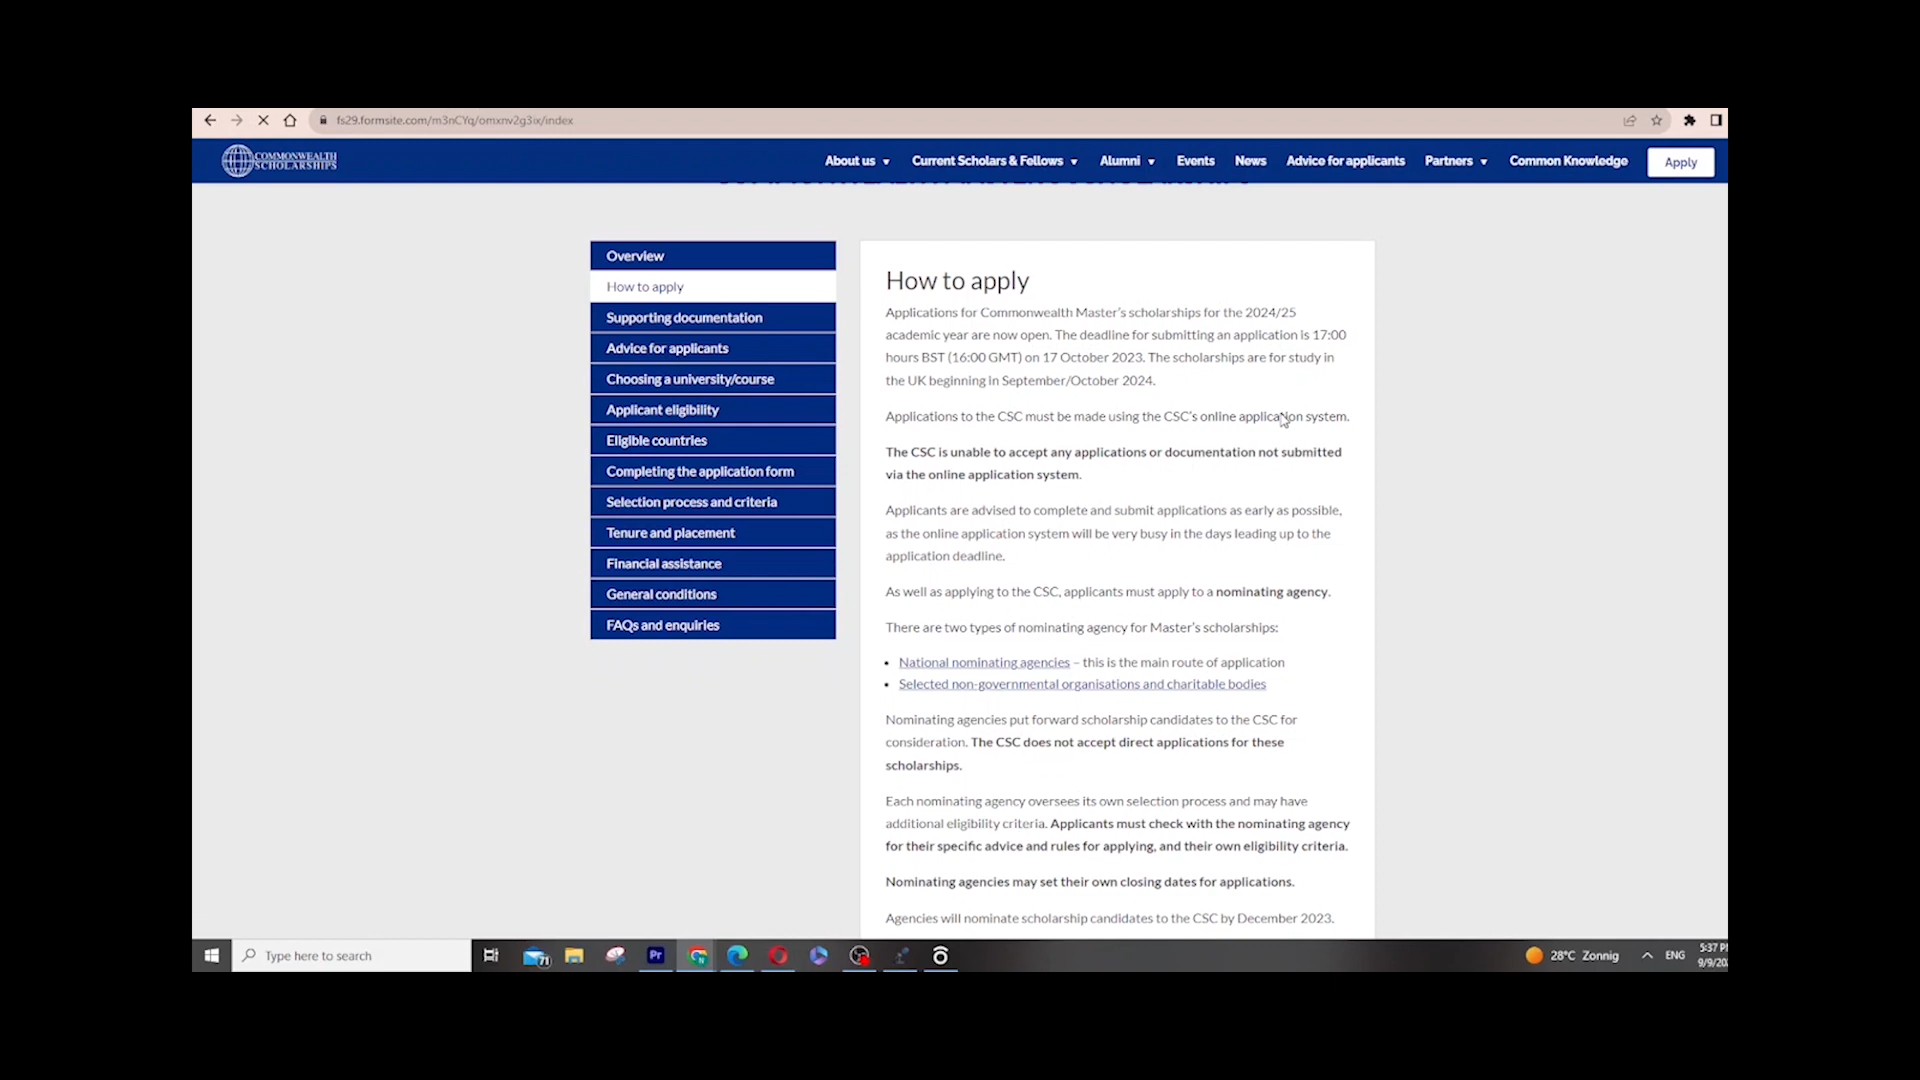 fs29.formsite.com/m3nCYq/omxnv2g3ix/index
COMMONWEALTH
SCHOLARSHIPS
About us
Current Scholars & Fellows
Alumni
Events
News
Advice for applicants
Partners
Common Knowledge
Apply
Overview
How to apply
Supporting documentation
Advice for applicants
Choosing a university/course
Applicant eligibility
Eligible countries
Completing the application form
Selection process and criteria
Tenure and placement
Financial assistance
General conditions
FAQs and enquiries
How to apply
Applications for Commonwealth Master's scholarships for the 2024/25
academic year are now open. The deadline for submitting an application is 17:00
hours BST (16:00 GMT) on 17 October 2023. The scholarships are for study in
the UK beginning in September/October 2024.
Applications to the CSC must be made using the CSC's online application system.
The CSC is unable to accept any applications or documentation not submitted
via the online application system.
Applicants are advised to complete and submit applications as early as possible,
as the online application system will be very busy in the days leading up to the
application deadline.
As well as applying to the CSC, applicants must apply to a nominating agency.
There are two types of nominating agency for Master's scholarships:
• National nominating agencies – this is the main route of application
• Selected non-governmental organisations and charitable bodies
Nominating agencies put forward scholarship candidates to the CSC for
consideration. The CSC does not accept direct applications for these
scholarships.
Each nominating agency oversees its own selection process and may have
additional eligibility criteria. Applicants must check with the nominating agency
for their specific advice and rules for applying, and their own eligibility criteria.
Nominating agencies may set their own closing dates for applications.
Agencies will nominate scholarship candidates to the CSC by December 2023.
Type here to search
71
Pr
28°C Zonnig
ENG
5:37 P
9/9/20